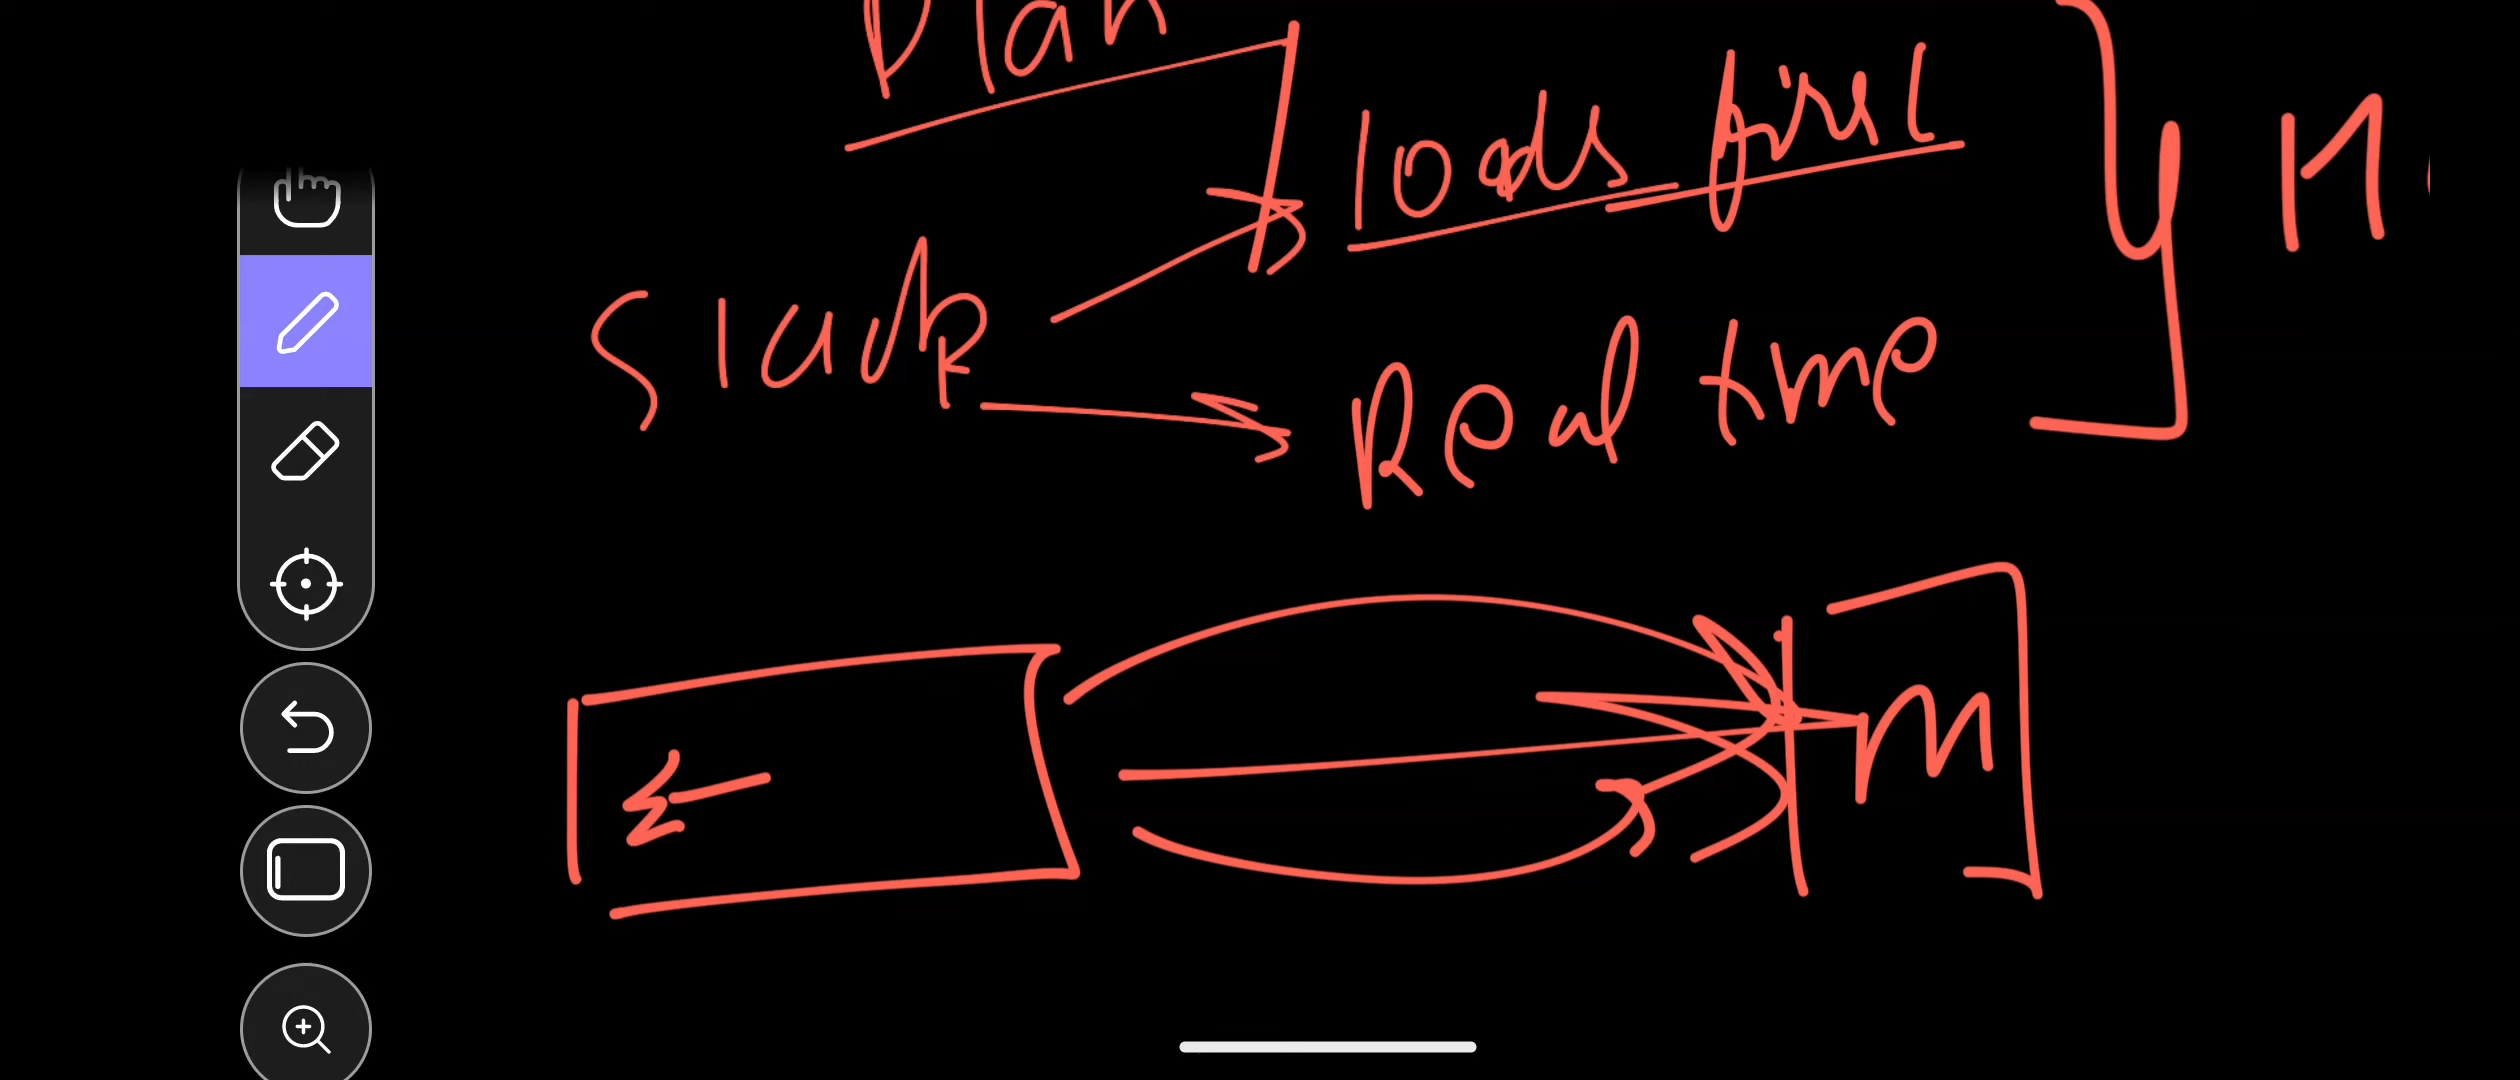 Plan
loads first
Slack
Real time
M
m